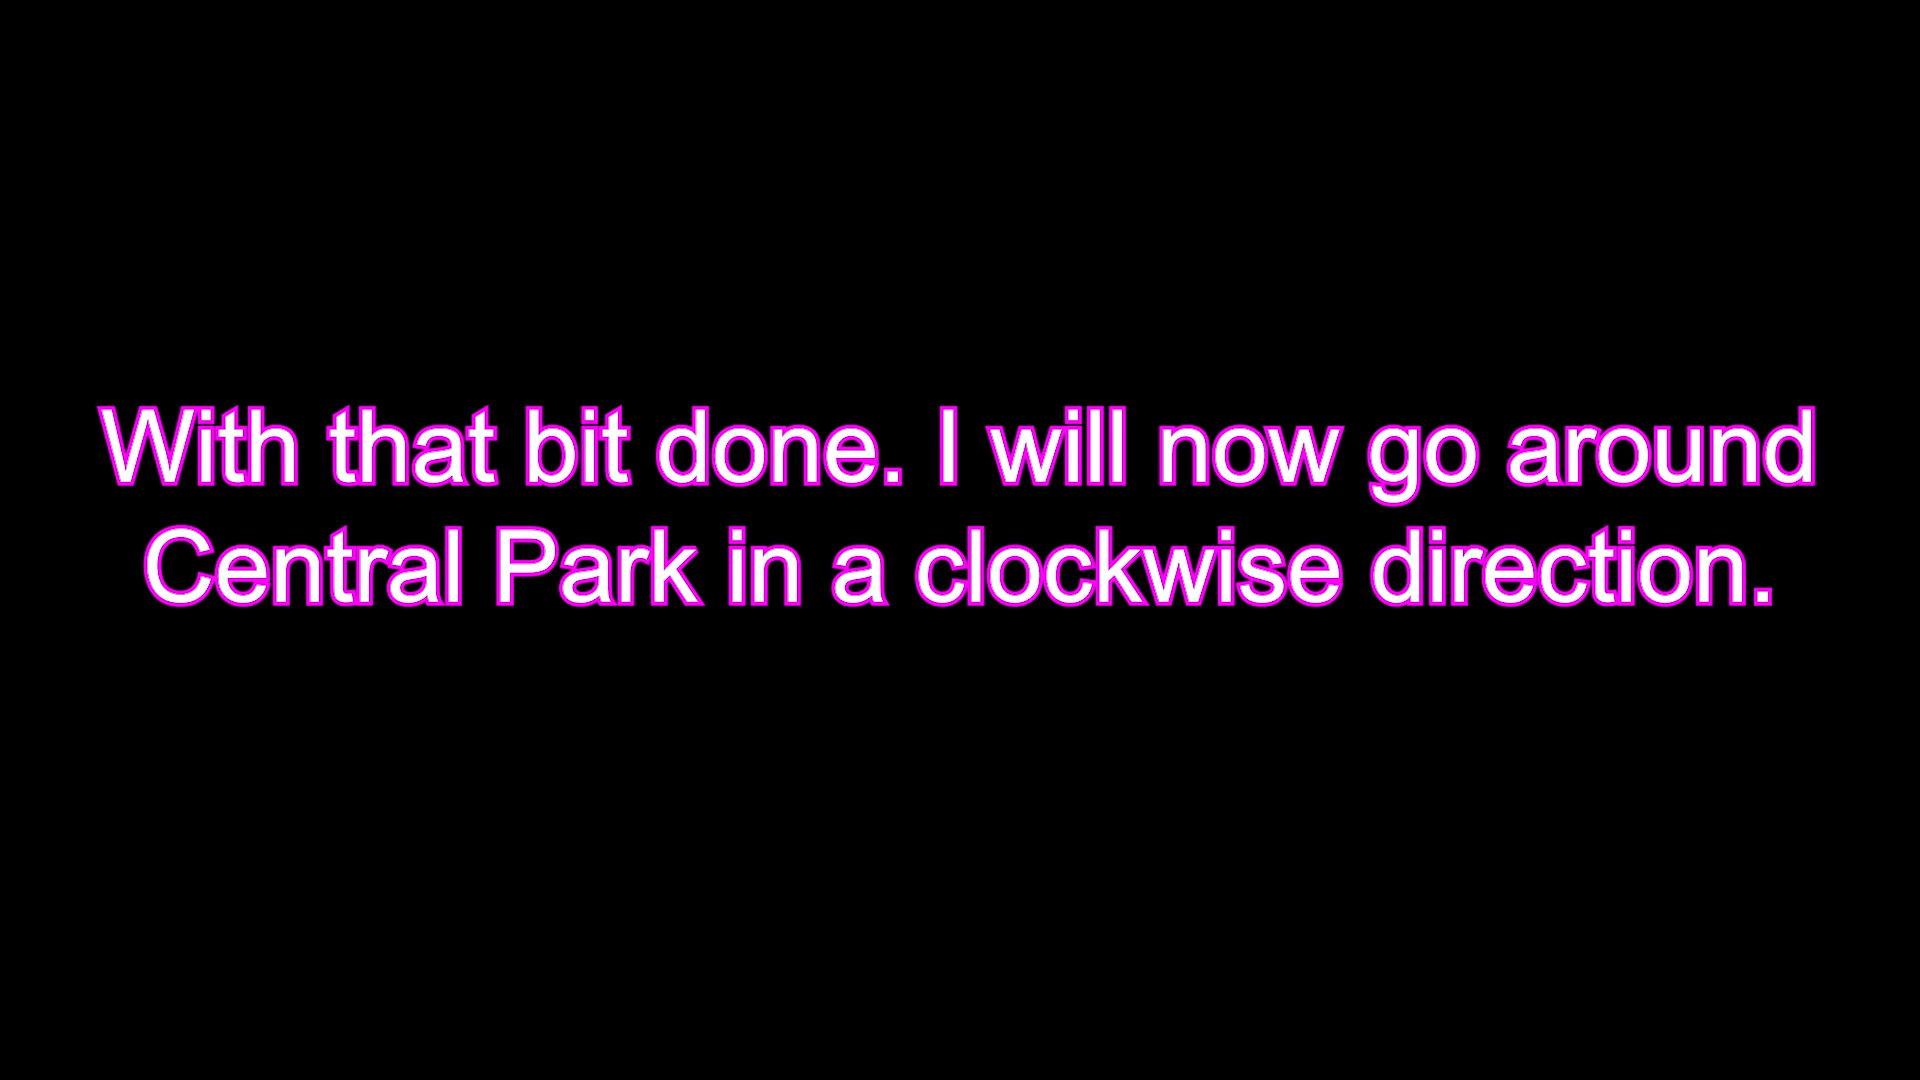 With that bit done. I will now go around
Central Park in a clockwise direction.